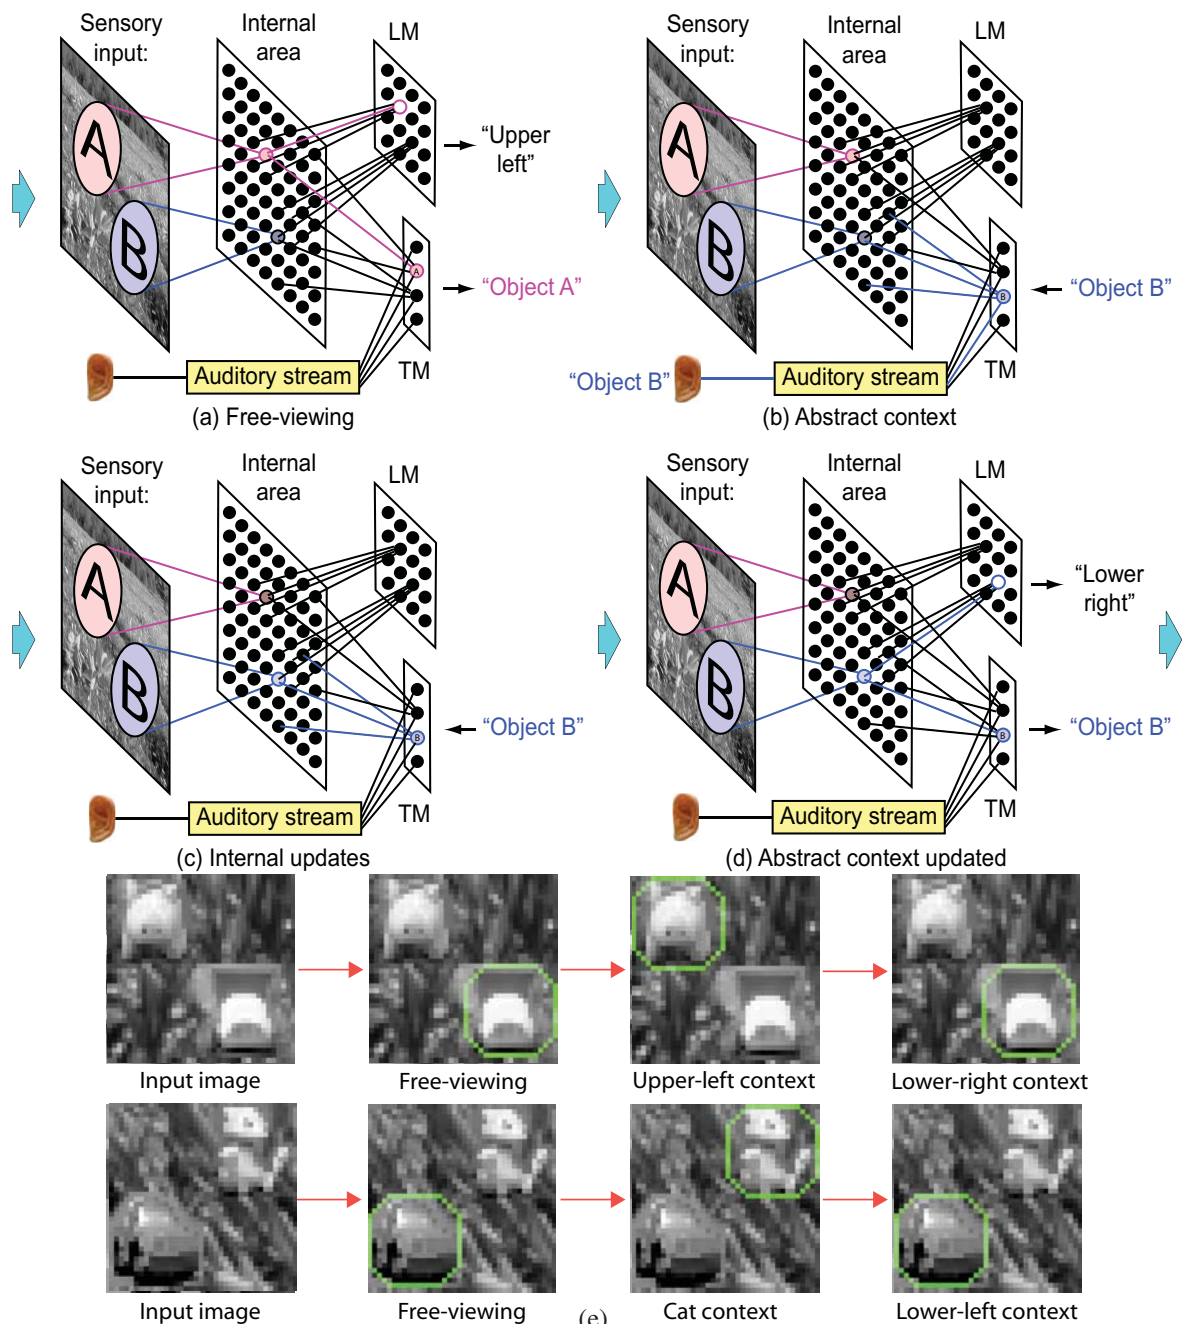 Sensory
input:
Internal
area
LM
A
B
"Upper
left"
A
"Object A"
TM
Auditory stream
(a) Free-viewing
Sensory
input:
Internal
area
LM
A
B
B
"Object B"
"Object B"
TM
Auditory stream
(b) Abstract context
Sensory
input:
Internal
area
LM
A
B
B
"Object B"
TM
Auditory stream
(c) Internal updates
Sensory
input:
Internal
area
LM
A
B
"Lower
right"
B
"Object B"
TM
Auditory stream
(d) Abstract context updated
Input image
Free-viewing
Upper-left context
Lower-right context
Input image
Free-viewing
Cat context
Lower-left context
(e)